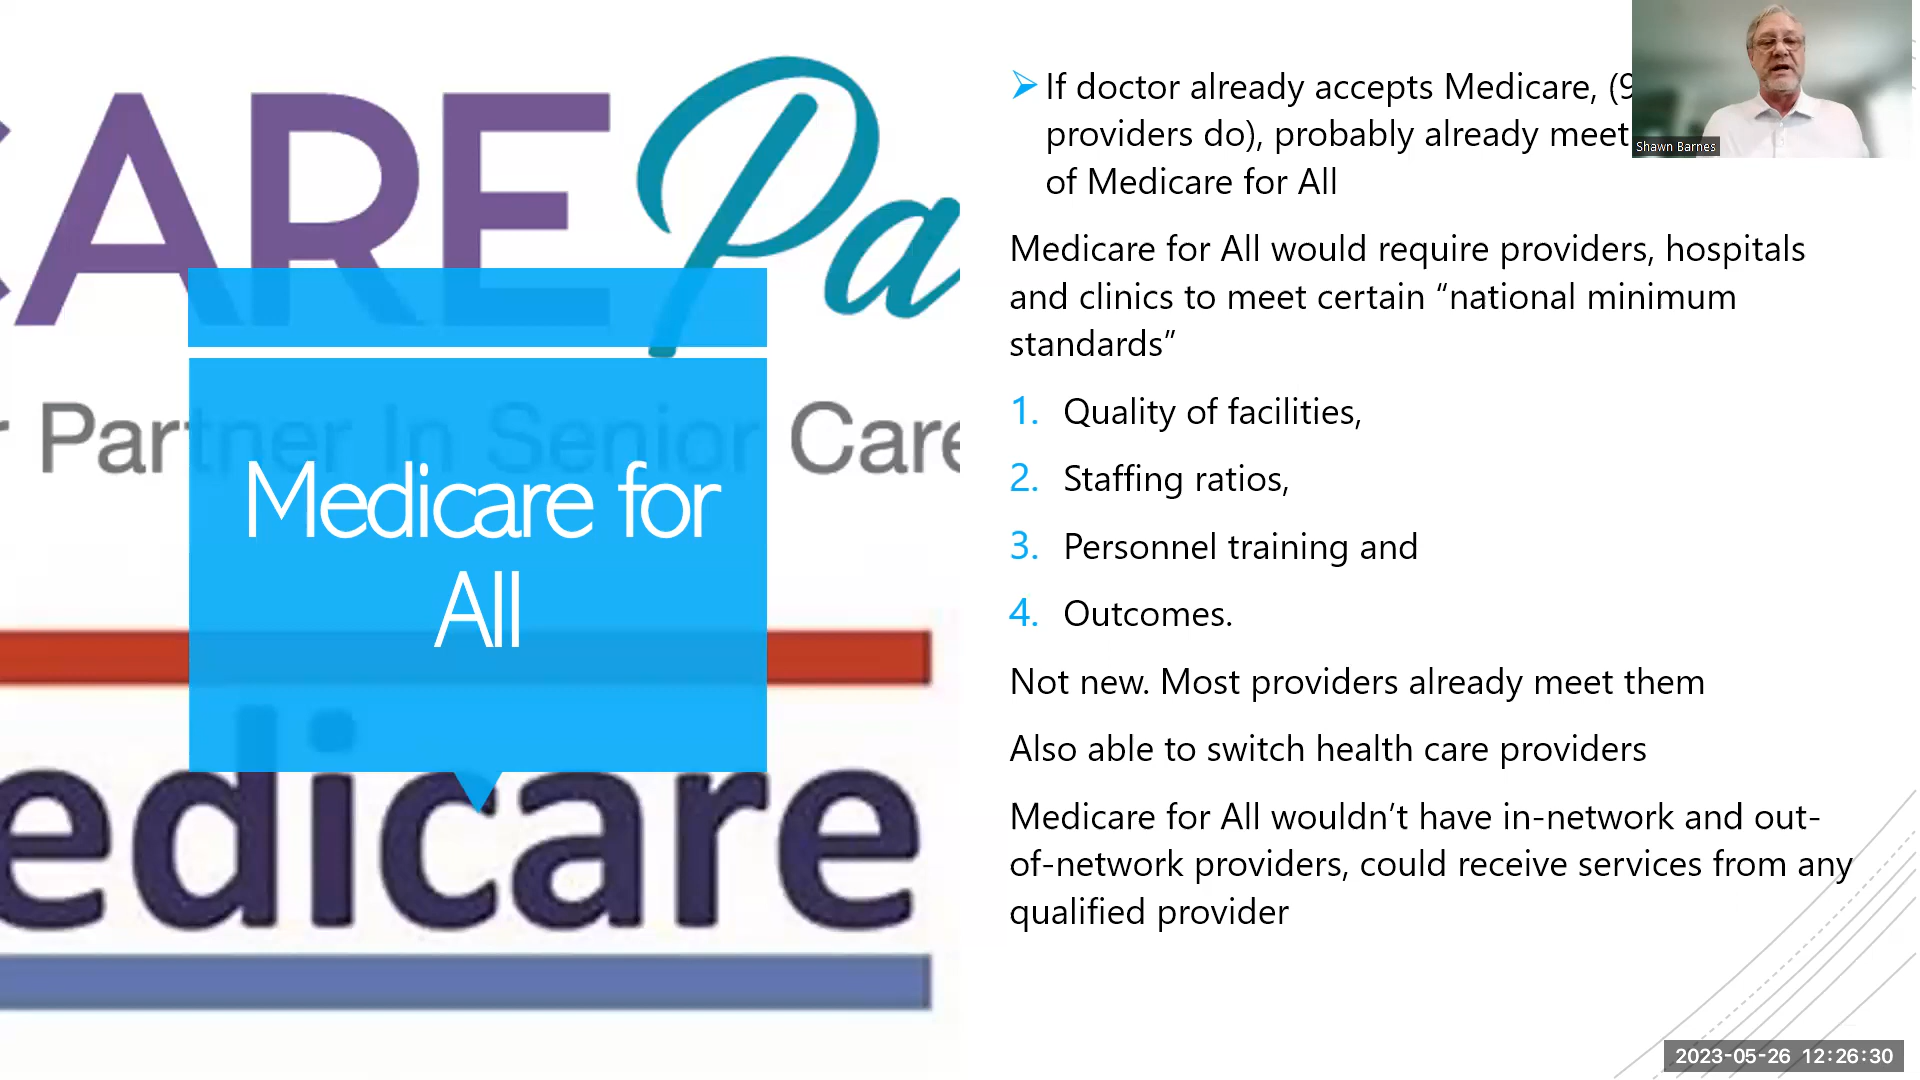 CARE Pa
r Partner In Senior Care
Medicare for
All
edicare
If doctor already accepts Medicare, (9
providers do), probably already meet
of Medicare for All
Medicare for All would require providers, hospitals
and clinics to meet certain “national minimum
standards”
1. Quality of facilities,
2. Staffing ratios,
3. Personnel training and
4. Outcomes.
Not new. Most providers already meet them
Also able to switch health care providers
Medicare for All wouldn’t have in-network and out-
of-network providers, could receive services from any
qualified provider
Shawn Barnes
2023-05-26 12:26:30